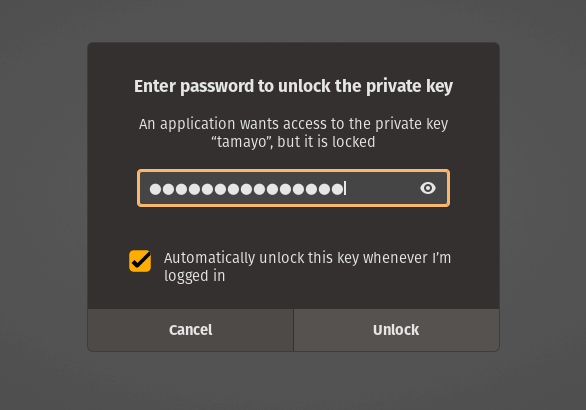 Enter password to unlock the private key
An application wants access to the private key
“tamayo”, but it is locked
●●●●●●●●●●●●●●●
Automatically unlock this key whenever I’m
logged in
Cancel
Unlock